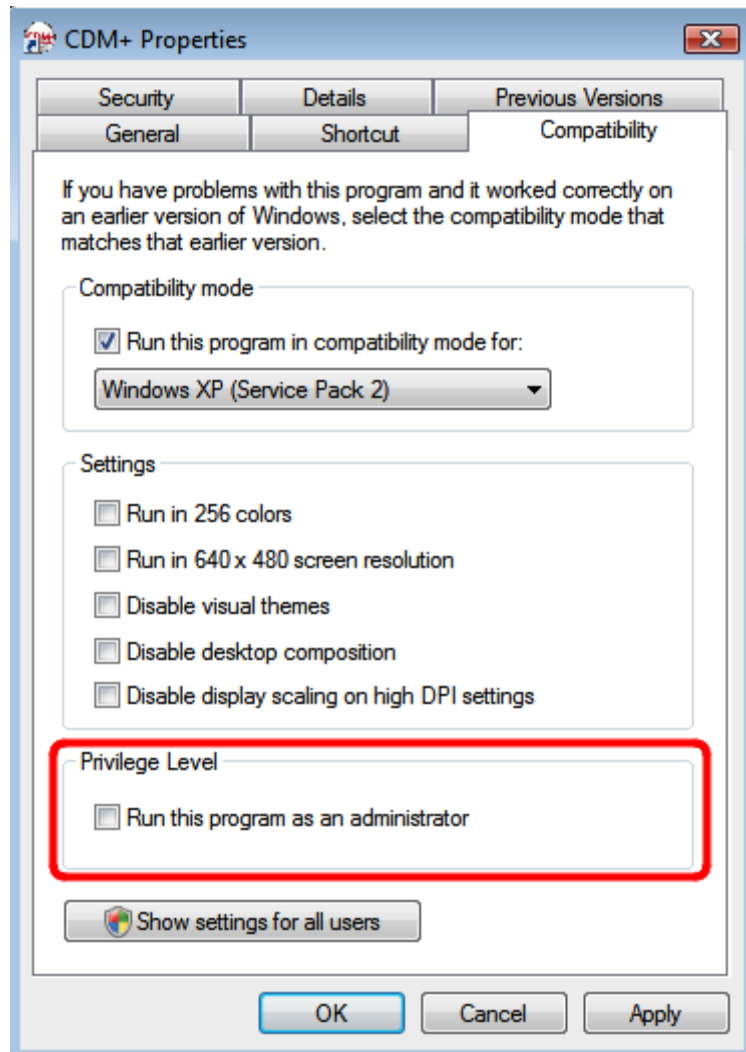 CDM+ Properties
Security Details Previous Versions
General Shortcut Compatibility
If you have problems with this program and it worked correctly on
an earlier version of Windows, select the compatibility mode that
matches that earlier version.
Compatibility mode
Run this program in compatibility mode for:
Windows XP (Service Pack 2)
Settings
Run in 256 colors
Run in 640 x 480 screen resolution
Disable visual themes
Disable desktop composition
Disable display scaling on high DPI settings
Privilege Level
Run this program as an administrator
Show settings for all users
OK Cancel Apply